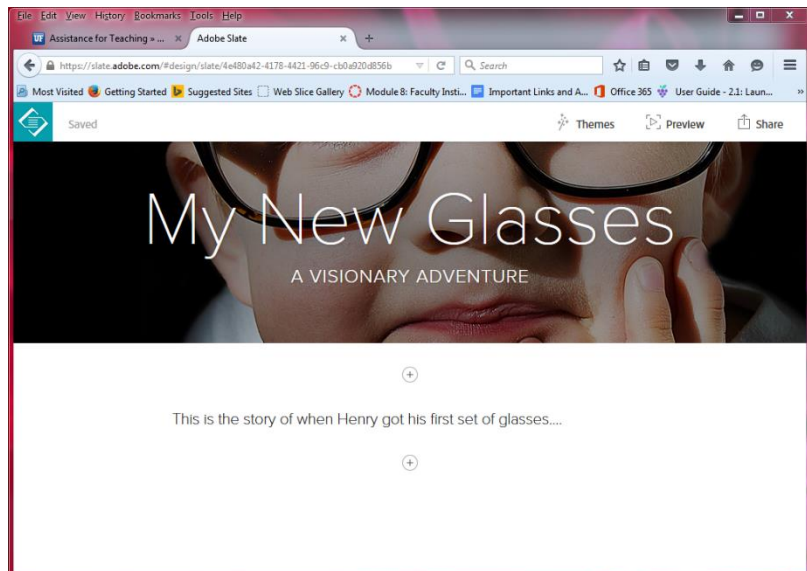 File Edit View History Bookmarks Tools Help
UF Assistance for Teaching » ... × Adobe Slate × +
https://slate.adobe.com/#design/slate/4e480a42-4178-4421-96c9-cb0a920d856b Search
Most Visited Getting Started Suggested Sites Web Slice Gallery Module 8: Faculty Insti... Important Links and A... Office 365 User Guide - 2.1: Laun... »
Saved Themes Preview Share
My New Glasses
A VISIONARY ADVENTURE
This is the story of when Henry got his first set of glasses....